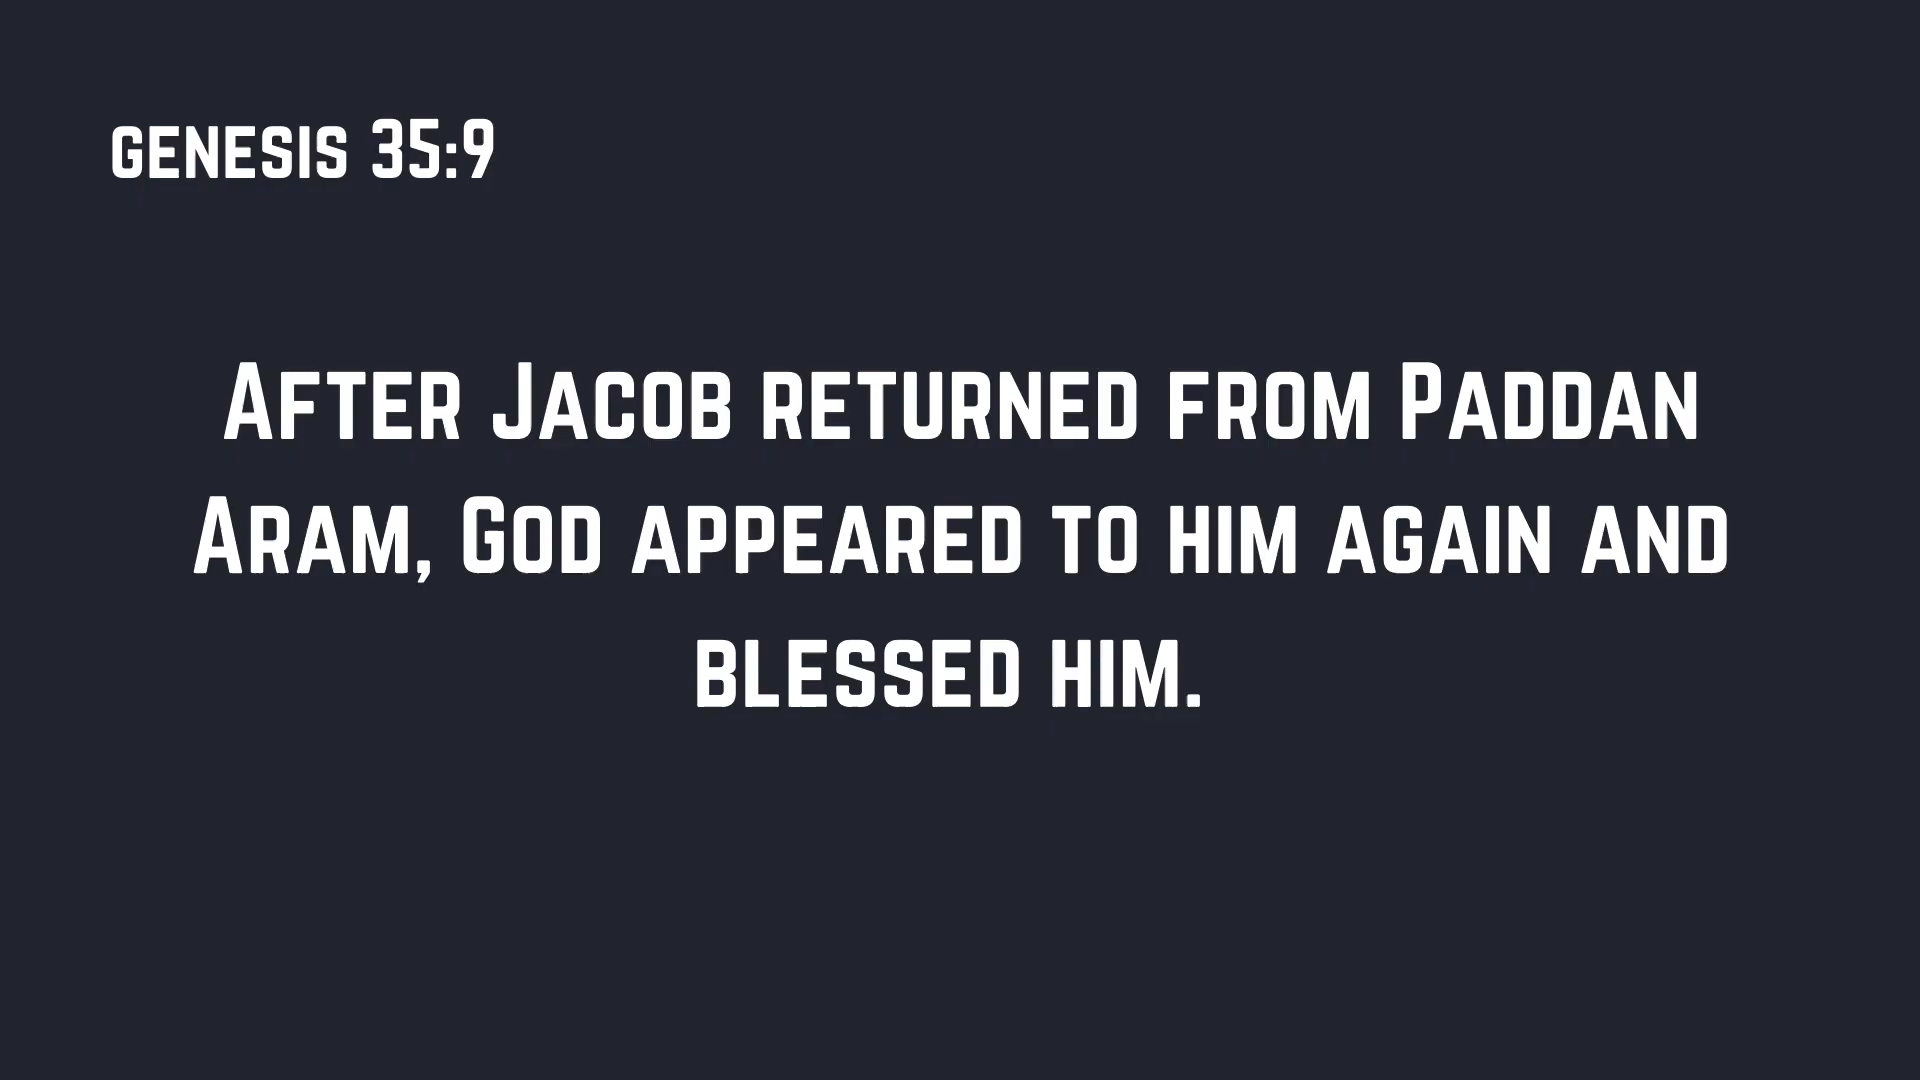 Genesis 35:9
After Jacob returned from Paddan
Aram, God appeared to him again and
blessed him.